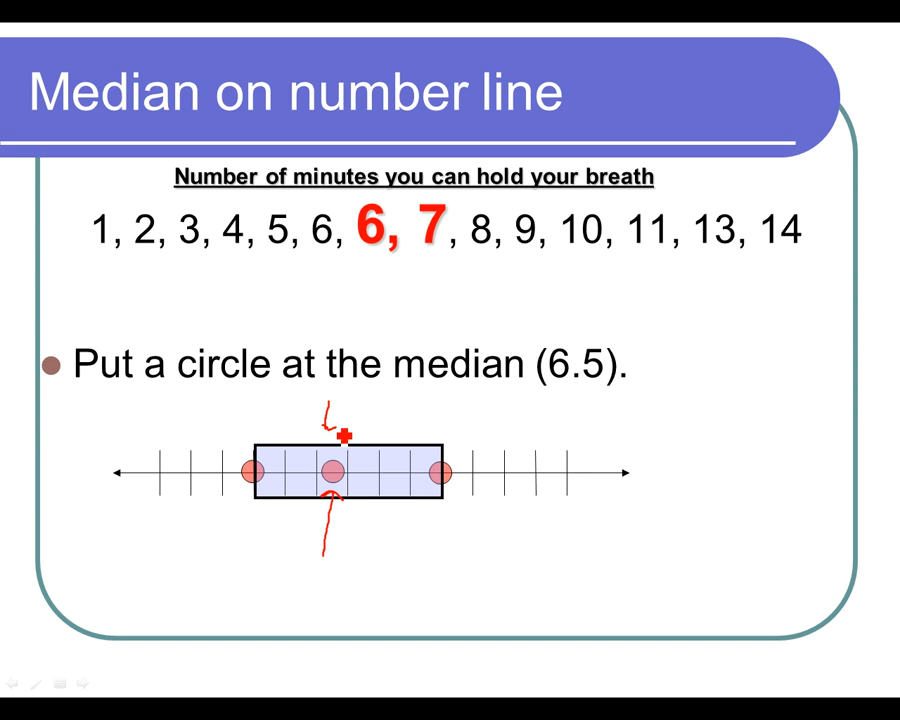 Median on number line
Number of minutes you can hold your breath
1, 2, 3, 4, 5, 6, 6, 7, 8, 9, 10, 11, 13, 14
Put a circle at the median (6.5).